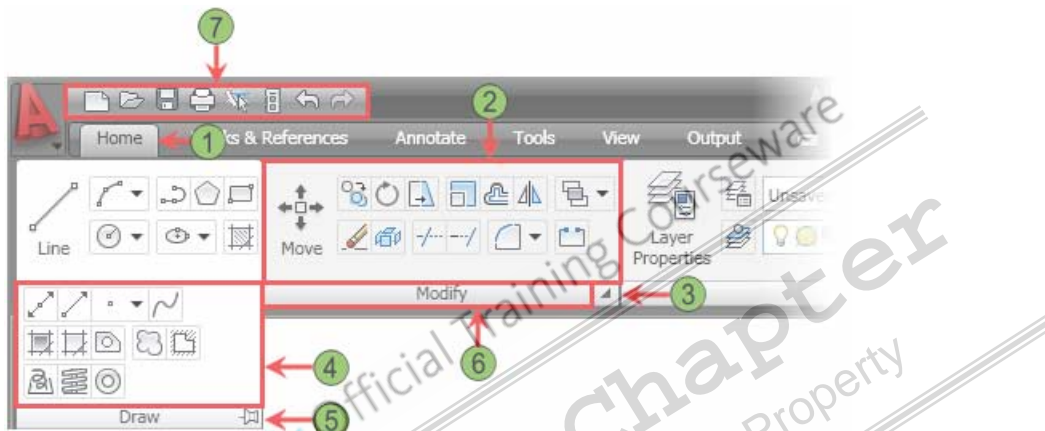 7
2
Home
1
ks & References
Annotate
Tools
View
Output
Line
Move
Layer
Properties
Unsave
Modify
3
4
6
Draw
5
Official Training Courseware
Chapter
Property